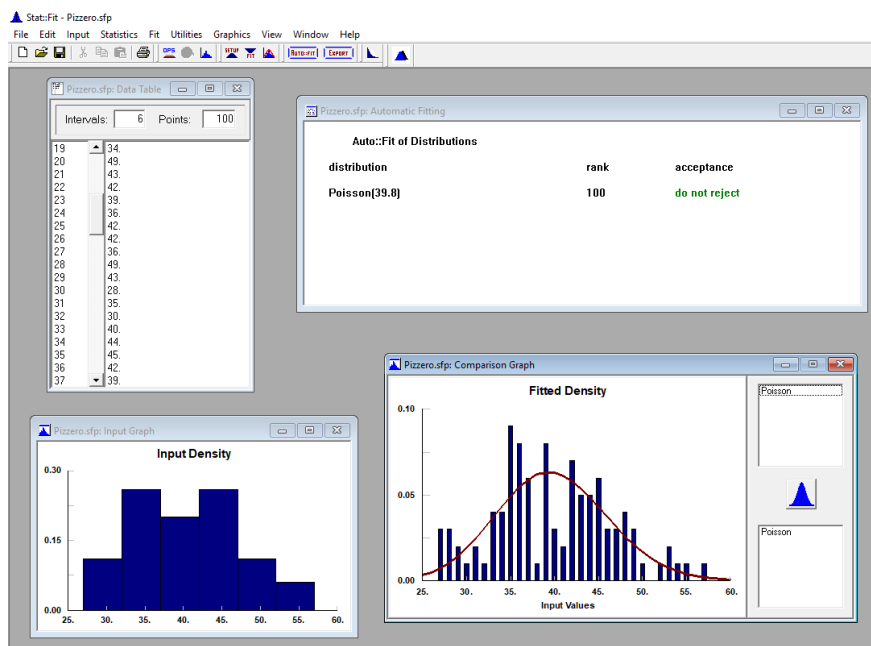 Stat::Fit - Pizzero.sfp
File Edit Input Statistics Fit Utilities Graphics View Window Help
DPS SETUP FIT AUTO::FIT EXPORT
Pizzero.sfp: Data Table
Intervals: 6 Points: 100
19 34.
20 49.
21 43.
22 42.
23 39.
24 36.
25 42.
26 42.
27 36.
28 49.
29 43.
30 28.
31 35.
32 30.
33 40.
34 44.
35 45.
36 42.
37 39.
Pizzero.sfp: Automatic Fitting
Auto::Fit of Distributions
distribution rank acceptance
Poisson(39.8) 100 do not reject
Pizzero.sfp: Input Graph
Input Density
0.30
0.15
0.00
25. 30. 35. 40. 45. 50. 55. 60.
Pizzero.sfp: Comparison Graph
Fitted Density
0.10
0.05
0.00
25. 30. 35. 40. 45. 50. 55. 60.
Input Values
Poisson
Poisson